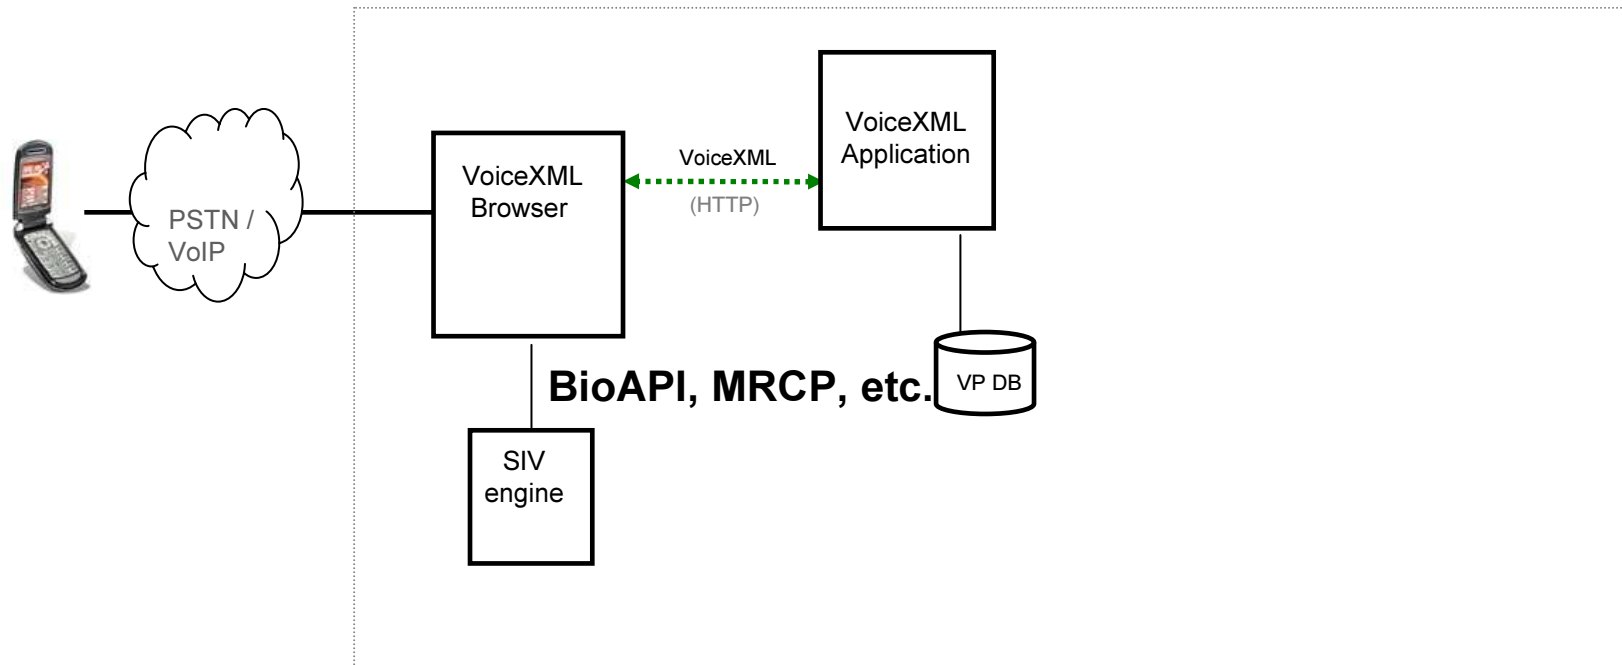 VoiceXML
Application
VoiceXML
Browser
VoiceXML
(HTTP)
PSTN /
VoIP
BioAPI, MRCP, etc.
VP DB
SIV
engine